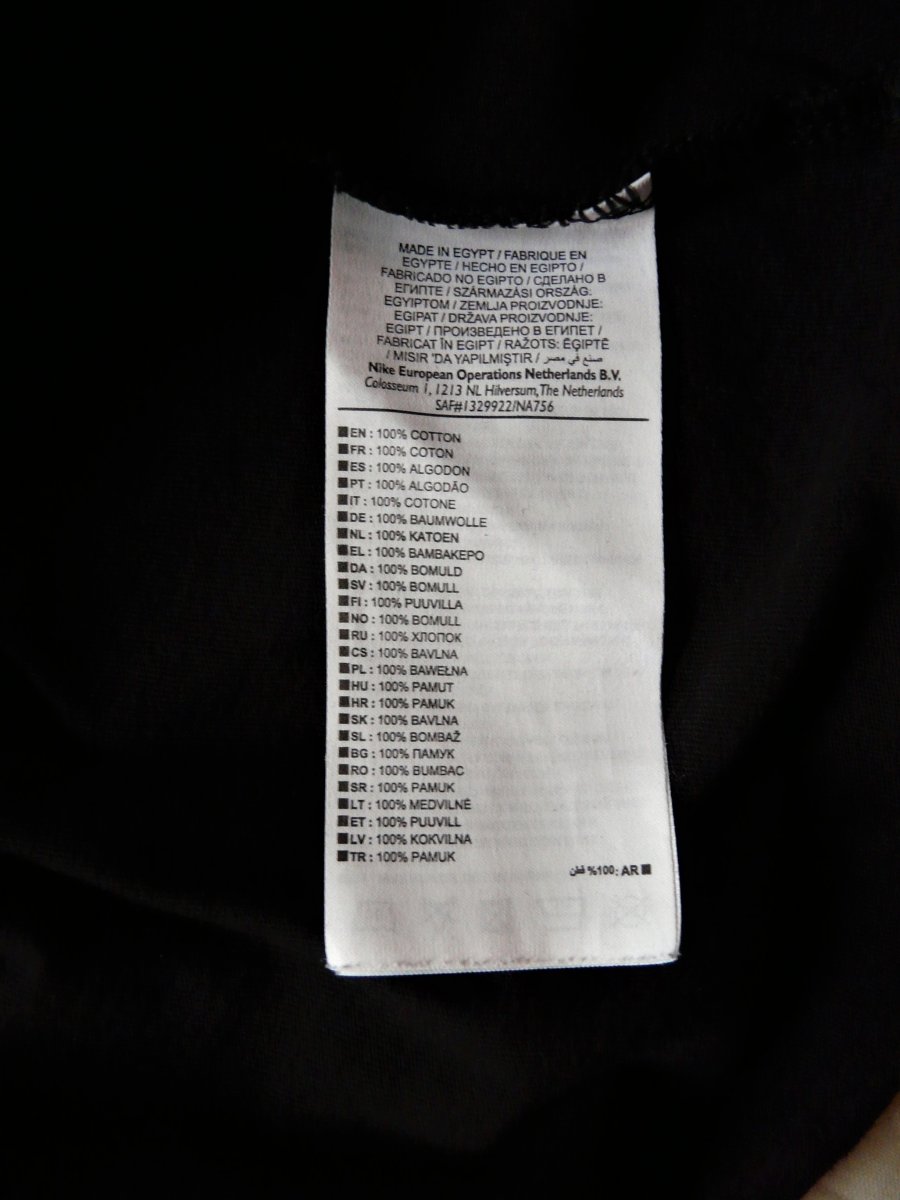 MADE IN EGYPT / FABRIQUE EN
EGYPTE / HECHO EN EGIPTO /
FABRICADO NO EGIPTO / СДЕЛАНО В
ЕГИПТЕ / SZÁRMAZÁSI ORSZÁG:
EGYIPTOM / ZEMLJA PROIZVODNJE:
EGIPAT / DRŽAVA PROIZVODNJE:
EGIPT / ПРОИЗВЕДЕНО В ЕГИПЕТ /
FABRICAT ÎN EGIPT / RAŽOTS: ĒĢIPTĒ
/ MISIR 'DA YAPILMIŞTIR / صنع في مصر
Nike European Operations Netherlands B.V.
Colosseum 1, 1213 NL Hilversum, The Netherlands
SAF#1329922/NA756
EN : 100% COTTON
FR : 100% COTON
ES : 100% ALGODON
PT : 100% ALGODÃO
IT : 100% COTONE
DE : 100% BAUMWOLLE
NL : 100% KATOEN
EL : 100% ΒΑΜΒΑΚΕΡΟ
DA : 100% BOMULD
SV : 100% BOMULL
FI : 100% PUUVILLA
NO : 100% BOMULL
RU : 100% ХЛОПОК
CS : 100% BAVLNA
PL : 100% BAWEŁNA
HU : 100% PAMUT
HR : 100% PAMUK
SK : 100% BAVLNA
SL : 100% BOMBAŽ
BG : 100% ПАМУК
RO : 100% BUMBAC
SR : 100% PAMUK
LT : 100% MEDVILNĖ
ET : 100% PUUVILL
LV : 100% KOKVILNA
TR : 100% PAMUK
قطن %100 : AR